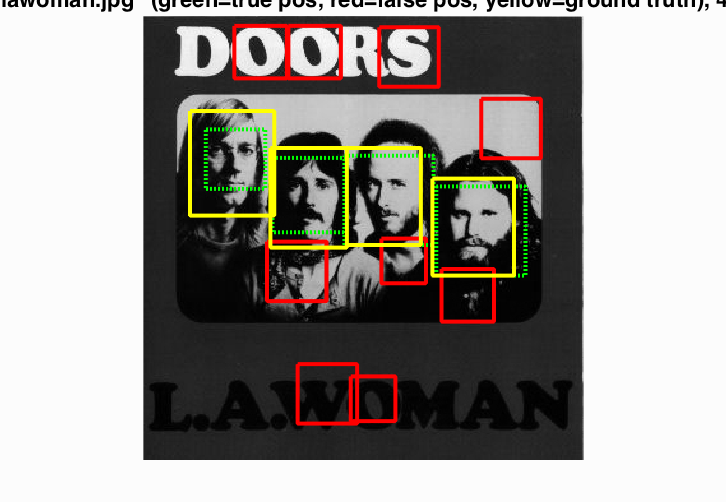 lawoman.jpg" (green=true pos, red=false pos, yellow=ground truth), 4
DOORS
L.A.WOMAN